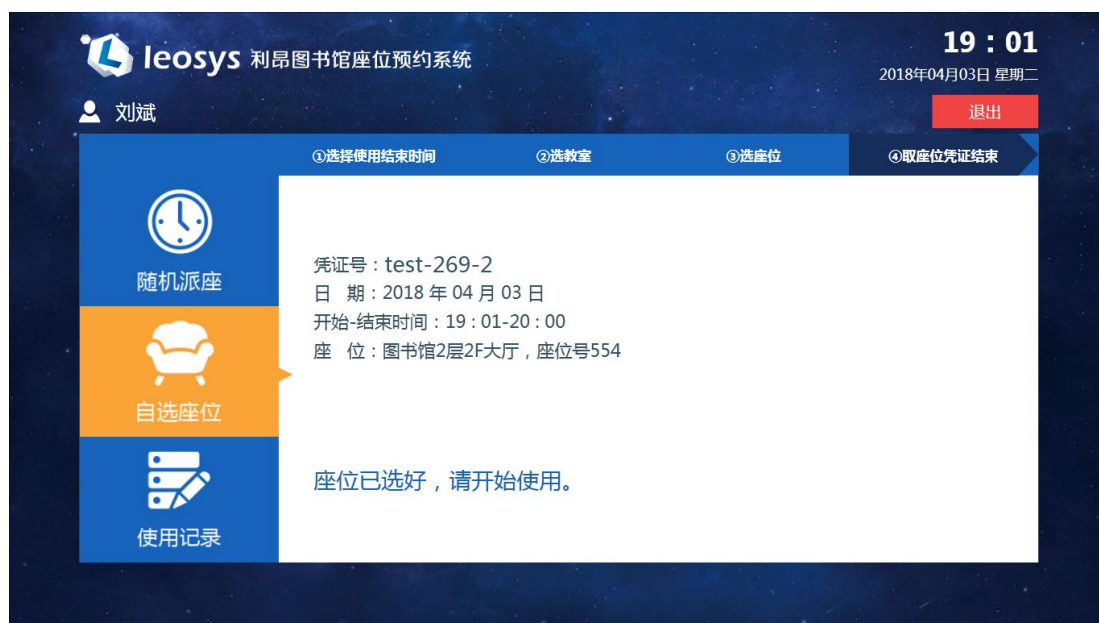 leosys 利昂图书馆座位预约系统
19：01
2018年04月03日 星期二
刘斌
退出
①选择使用结束时间 ②选教室 ③选座位 ④取座位凭证结束
随机派座
凭证号：test-269-2
日 期：2018 年 04 月 03 日
开始-结束时间：19：01-20：00
座 位：图书馆2层2F大厅，座位号554
自选座位
座位已选好，请开始使用。
使用记录